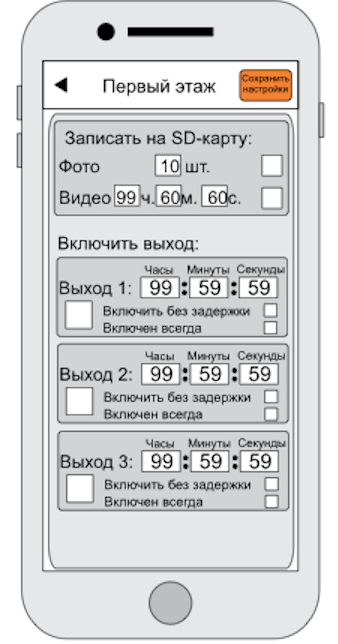 Первый этаж
Сохранить
настройки
Записать на SD-карту:
Фото 10 шт.
Видео 99 ч. 60 м. 60 с.
Включить выход:
Часы Минуты Секунды
Выход 1: 99 : 59 : 59
Включить без задержки
Включен всегда
Часы Минуты Секунды
Выход 2: 99 : 59 : 59
Включить без задержки
Включен всегда
Часы Минуты Секунды
Выход 3: 99 : 59 : 59
Включить без задержки
Включен всегда